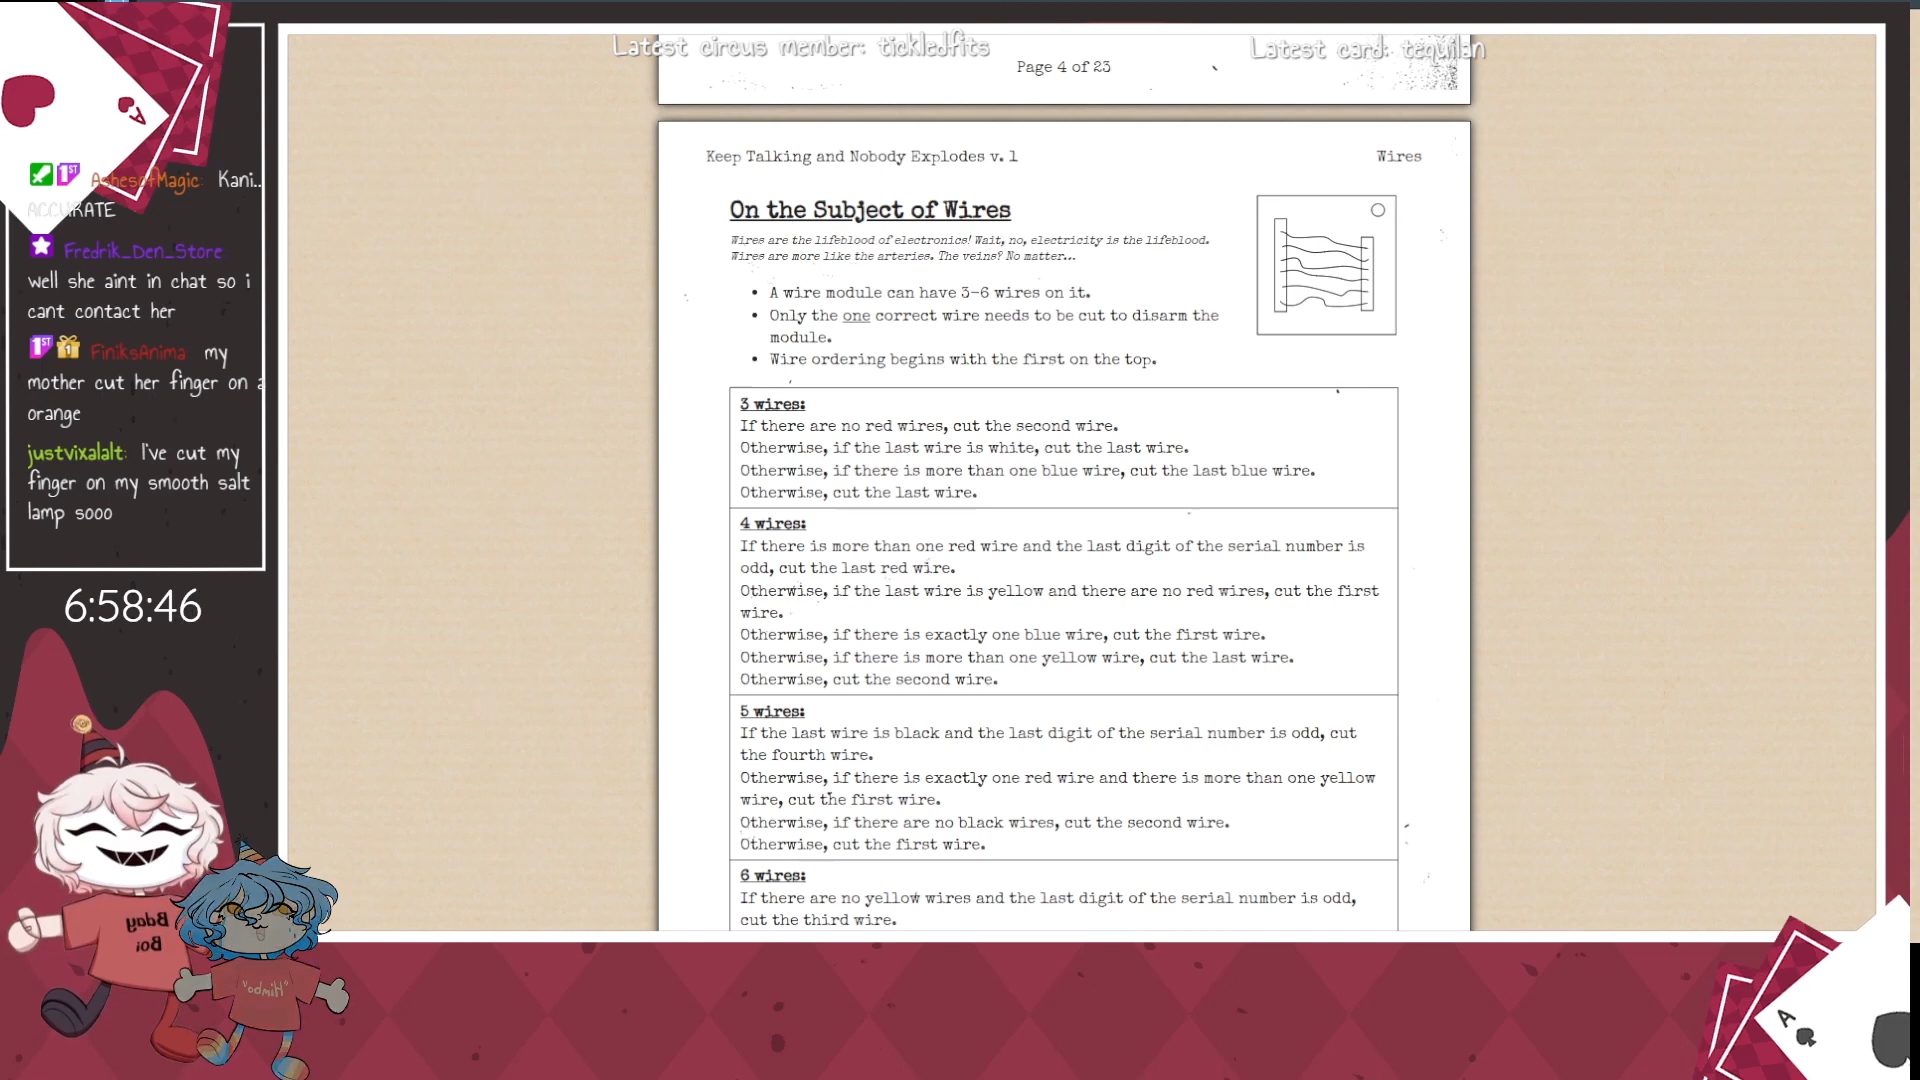 Latest circus member: tickledfits
Latest card: tequilan
Page 4 of 23
Keep Talking and Nobody Explodes v. 1
Wires
On the Subject of Wires
Wires are the lifeblood of electronics! Wait, no, electricity is the lifeblood.
Wires are more like the arteries. The veins? No matter...
• A wire module can have 3-6 wires on it.
• Only the one correct wire needs to be cut to disarm the
module.
• Wire ordering begins with the first on the top.
3 wires:
If there are no red wires, cut the second wire.
Otherwise, if the last wire is white, cut the last wire.
Otherwise, if there is more than one blue wire, cut the last blue wire.
Otherwise, cut the last wire.
4 wires:
If there is more than one red wire and the last digit of the serial number is
odd, cut the last red wire.
Otherwise, if the last wire is yellow and there are no red wires, cut the first
wire.
Otherwise, if there is exactly one blue wire, cut the first wire.
Otherwise, if there is more than one yellow wire, cut the last wire.
Otherwise, cut the second wire.
5 wires:
If the last wire is black and the last digit of the serial number is odd, cut
the fourth wire.
Otherwise, if there is exactly one red wire and there is more than one yellow
wire, cut the first wire.
Otherwise, if there are no black wires, cut the second wire.
Otherwise, cut the first wire.
6 wires:
If there are no yellow wires and the last digit of the serial number is odd,
cut the third wire.
A
1ST AshesofMagic: Kani..
ACCURATE
Fredrik_Den_Store
well she aint in chat so i
cant contact her
1ST 1 FiniksAnima my
mother cut her finger on a
orange
justvixalalt: I've cut my
finger on my smooth salt
lamp sooo
6:58:46
Bday
Boi
"Himbo"
A